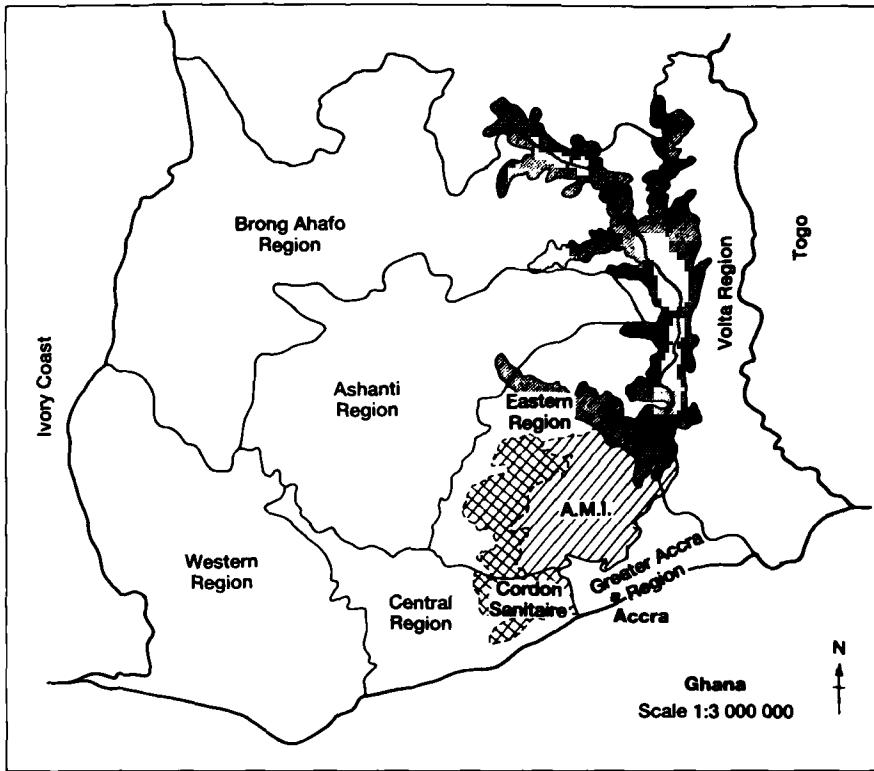 Brong Ahafo
Region
Togo
Volta Region
Ivory Coast
Ashanti
Region
Eastern
Region
A.M.I.
Western
Region
Central
Region
Cordon
Sanitaire
Greater Accra
Region
Accra
N
Ghana
Scale 1:3 000 000